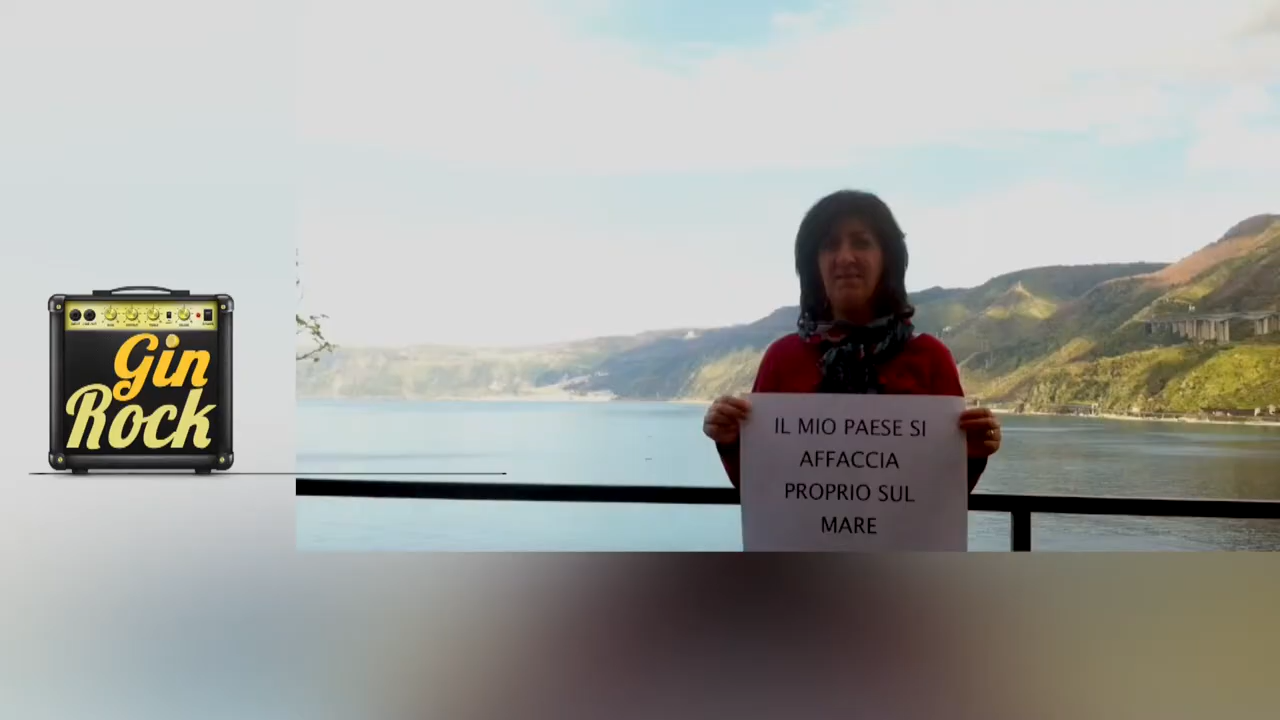 Gin
Rock
IL MIO PAESE SI
AFFACCIA
PROPRIO SUL
MARE